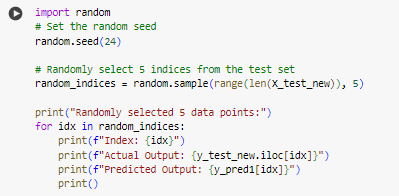 import random
# Set the random seed
random.seed(24)
# Randomly select 5 indices from the test set
random_indices = random.sample(range(len(X_test_new)), 5)
print("Randomly selected 5 data points:")
for idx in random_indices:
    print(f"Index: {idx}")
    print(f"Actual Output: {y_test_new.iloc[idx]}")
    print(f"Predicted Output: {y_pred1[idx]}")
    print()